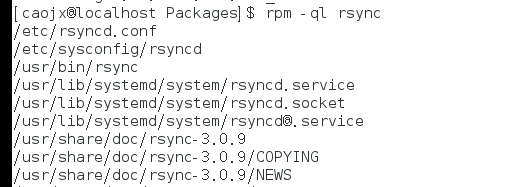 [caojx@localhost Packages]$ rpm -ql rsync
/etc/rsyncd.conf
/etc/sysconfig/rsyncd
/usr/bin/rsync
/usr/lib/systemd/system/rsyncd.service
/usr/lib/systemd/system/rsyncd.socket
/usr/lib/systemd/system/rsyncd@.service
/usr/share/doc/rsync-3.0.9
/usr/share/doc/rsync-3.0.9/COPYING
/usr/share/doc/rsync-3.0.9/NEWS